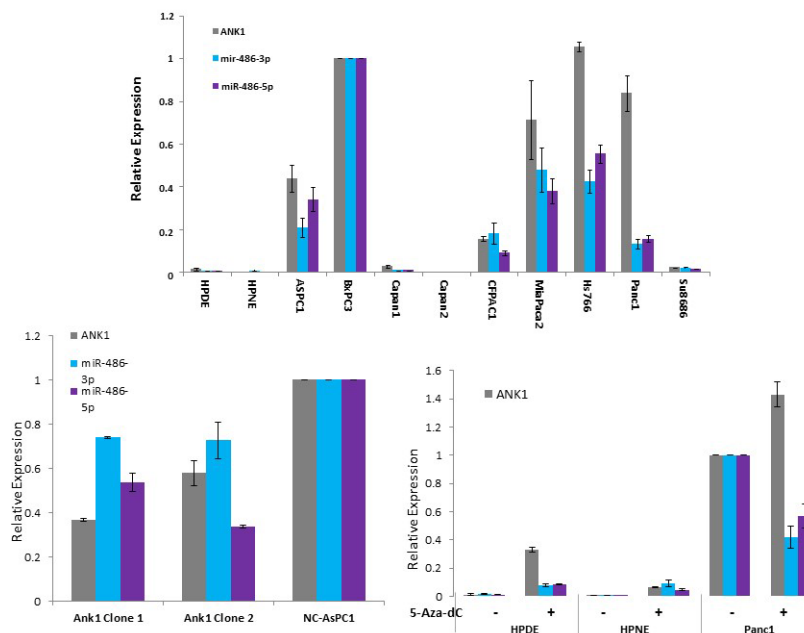 1.2
1
0.8
0.6
0.4
0.2
0
Relative Expression
ANK1
mir-486-3p
miR-486-5p
HPDE
HPNE
ASPC1
BxPC3
Capan1
Capan2
CFPAC1
MiaPaca2
Hs766
Panc1
Su8686
1.2
1
0.8
0.6
0.4
0.2
0
Relative Expression
ANK1
miR-486-
3p
miR-486-
5p
Ank1 Clone 1
Ank1 Clone 2
NC-AsPC1
1.6
1.4
1.2
1.0
0.8
0.6
0.4
0.2
0
Relative Expression
ANK1
5-Aza-dC - + - + - +
HPDE HPNE Panc1